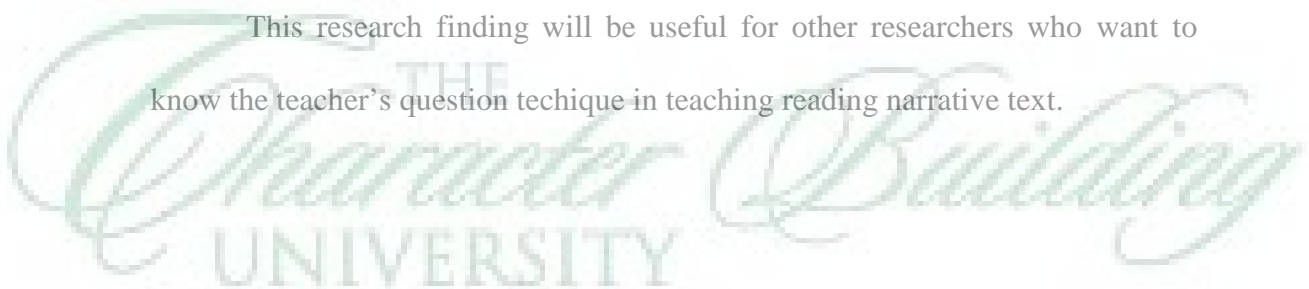 This research finding will be useful for other researchers who want to
know the teacher’s question techique in teaching reading narrative text.
THE
Character Building
UNIVERSITY